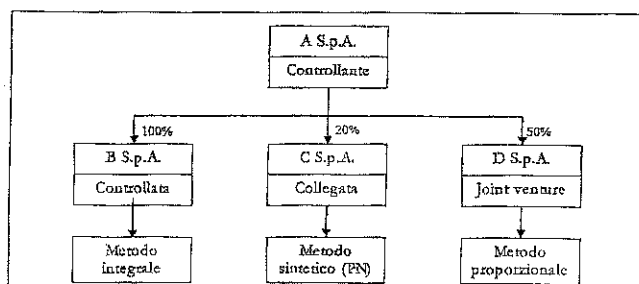 A S.p.A.
Controllante
100%
20%
50%
B S.p.A.
C S.p.A.
D S.p.A.
Controllata
Collegata
Joint venture
Metodo
integrale
Metodo
sintetico (PN)
Metodo
proporzionale